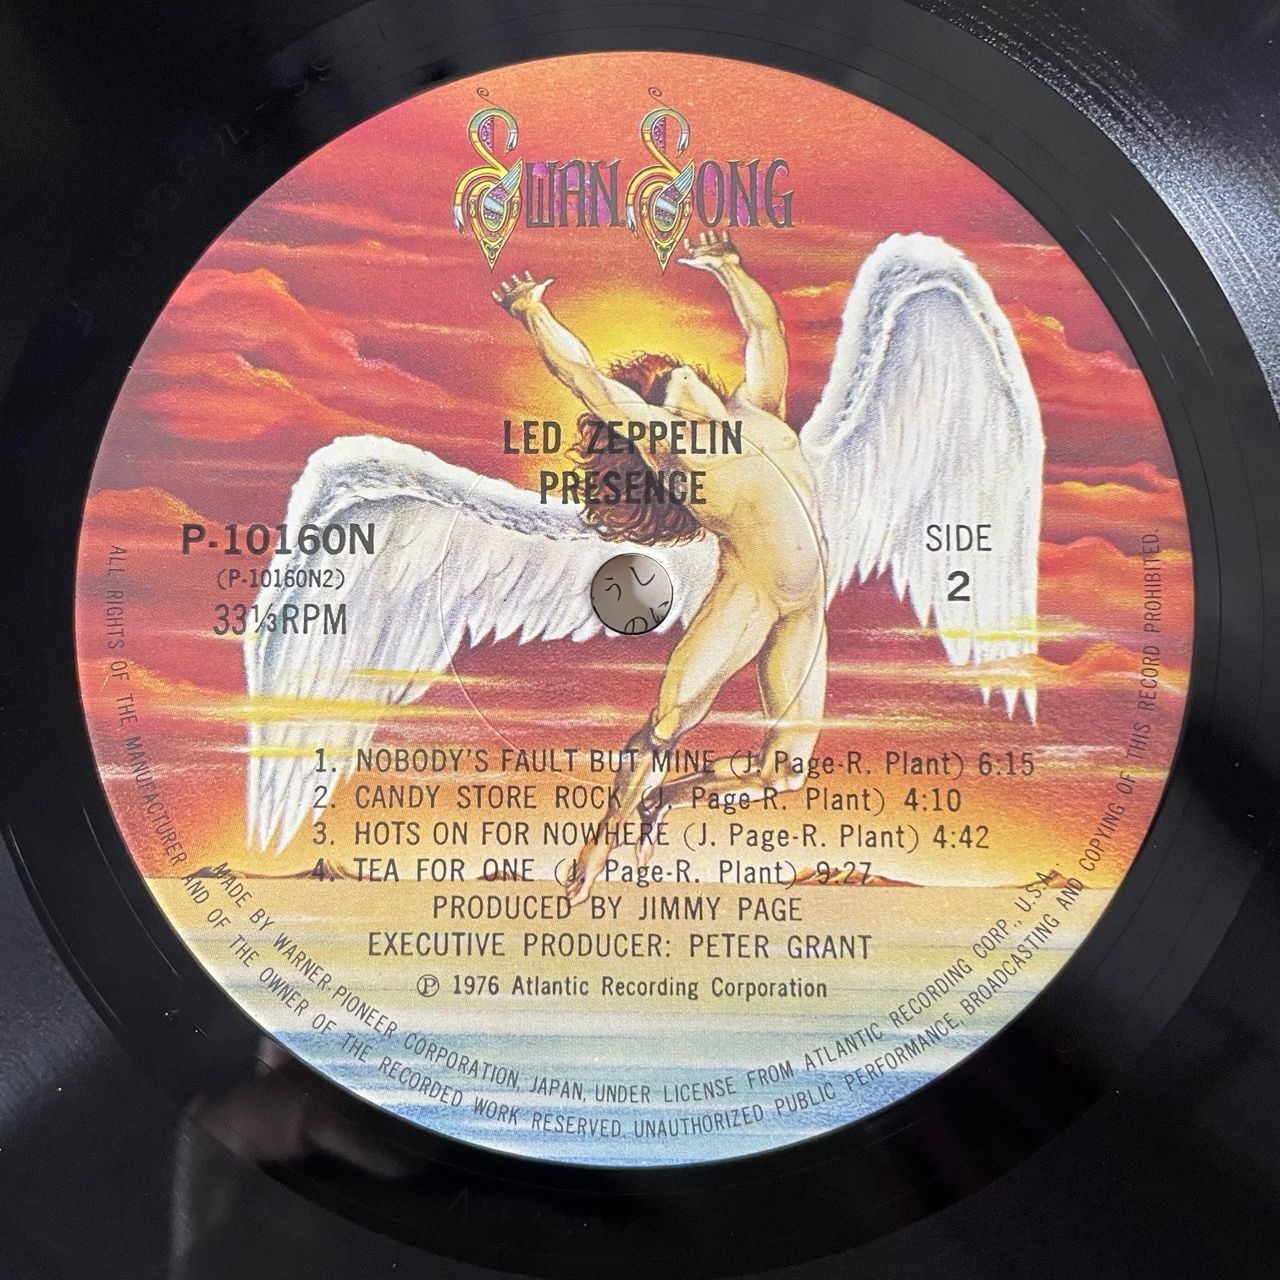 SWAN SONG
LED ZEPPELIN
PRESENCE
P-10160N
(P-10160N2)
33⅓RPM
SIDE
2
1. NOBODY'S FAULT BUT MINE (J. Page-R. Plant) 6:15
2. CANDY STORE ROCK (J. Page-R. Plant) 4:10
3. HOTS ON FOR NOWHERE (J. Page-R. Plant) 4:42
4. TEA FOR ONE (J. Page-R. Plant) 9:27
PRODUCED BY JIMMY PAGE
EXECUTIVE PRODUCER: PETER GRANT
Ⓟ 1976 Atlantic Recording Corporation
MADE BY WARNER-PIONEER CORPORATION, JAPAN, UNDER LICENSE FROM ATLANTIC RECORDING CORP., U.S.A.
ALL RIGHTS OF THE MANUFACTURER AND OF THE OWNER OF THE RECORDED WORK RESERVED. UNAUTHORIZED PUBLIC PERFORMANCE, BROADCASTING AND COPYING OF THIS RECORD PROHIBITED.